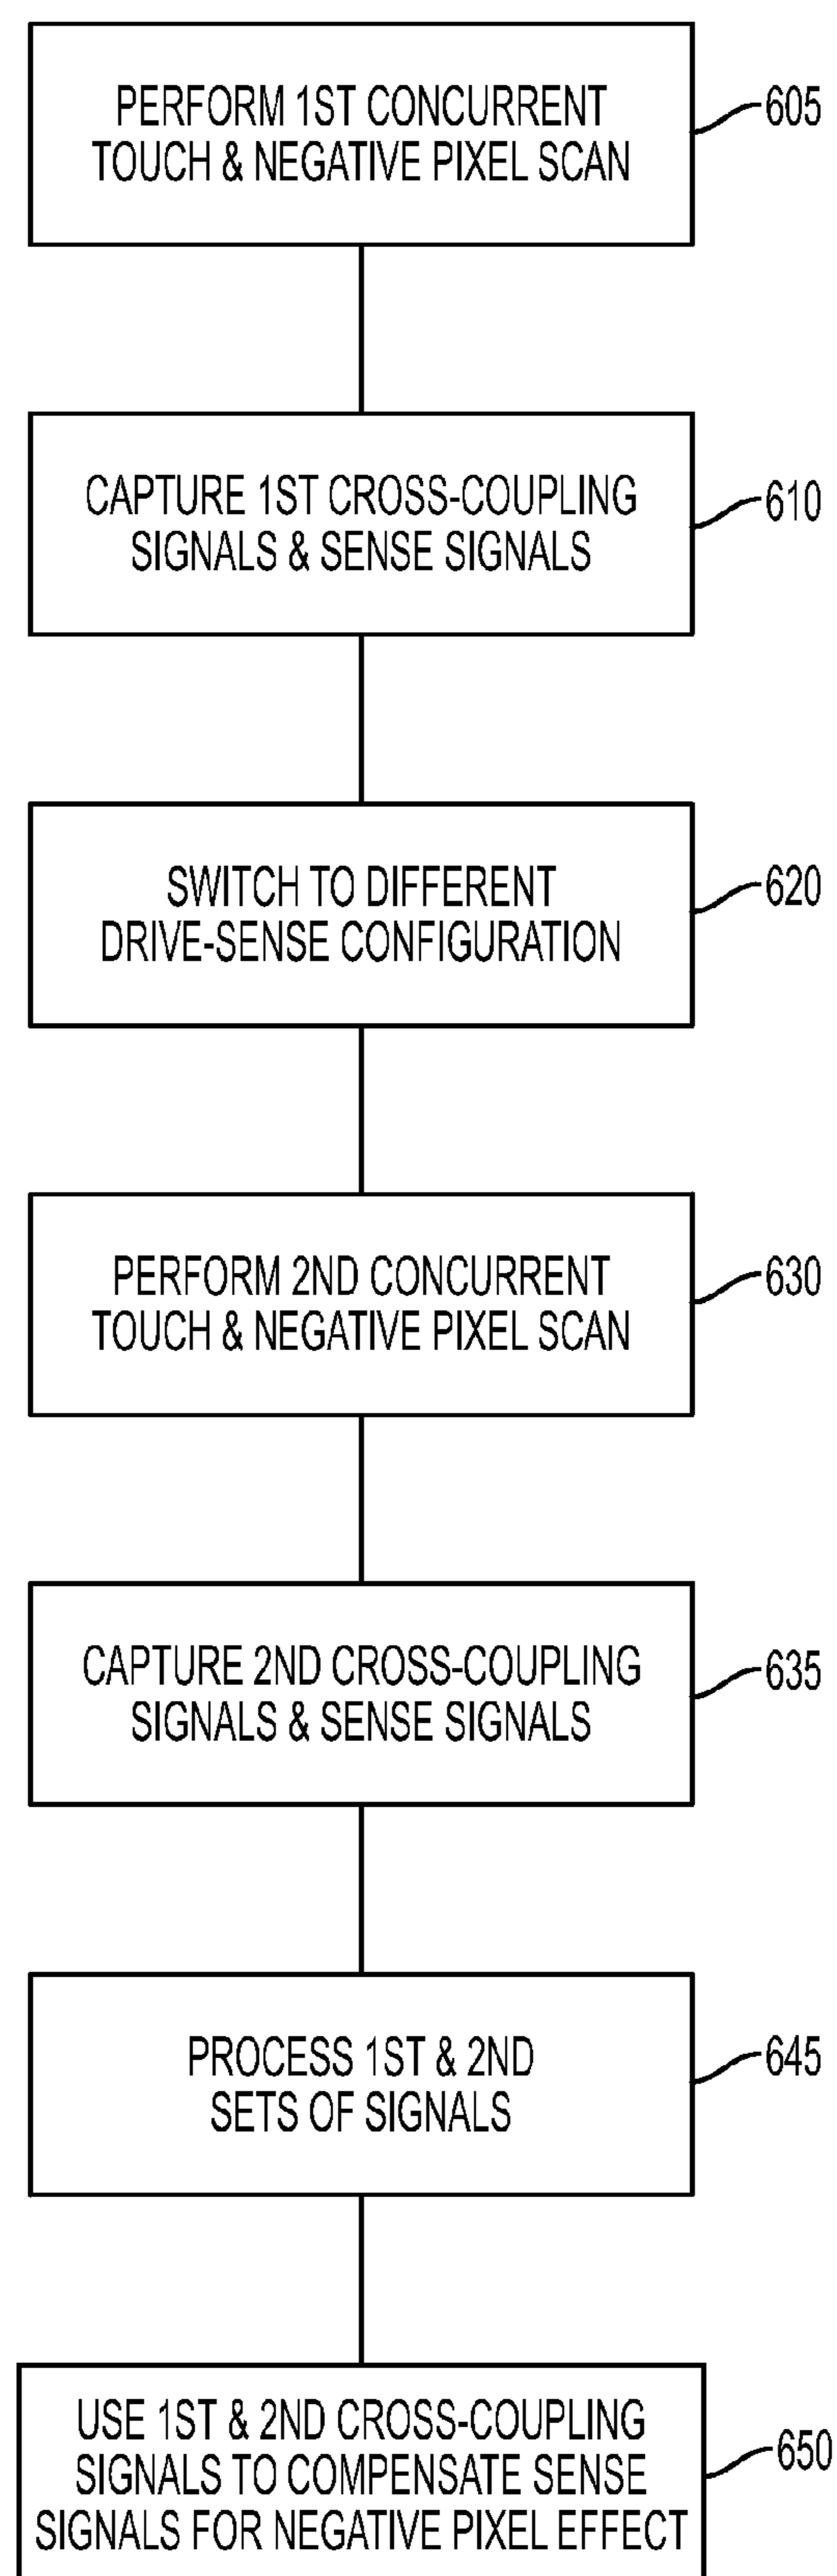 PERFORM 1ST CONCURRENT
TOUCH & NEGATIVE PIXEL SCAN
605
CAPTURE 1ST CROSS-COUPLING
SIGNALS & SENSE SIGNALS
610
SWITCH TO DIFFERENT
DRIVE-SENSE CONFIGURATION
620
PERFORM 2ND CONCURRENT
TOUCH & NEGATIVE PIXEL SCAN
630
CAPTURE 2ND CROSS-COUPLING
SIGNALS & SENSE SIGNALS
635
PROCESS 1ST & 2ND
SETS OF SIGNALS
645
USE 1ST & 2ND CROSS-COUPLING
SIGNALS TO COMPENSATE SENSE
SIGNALS FOR NEGATIVE PIXEL EFFECT
650